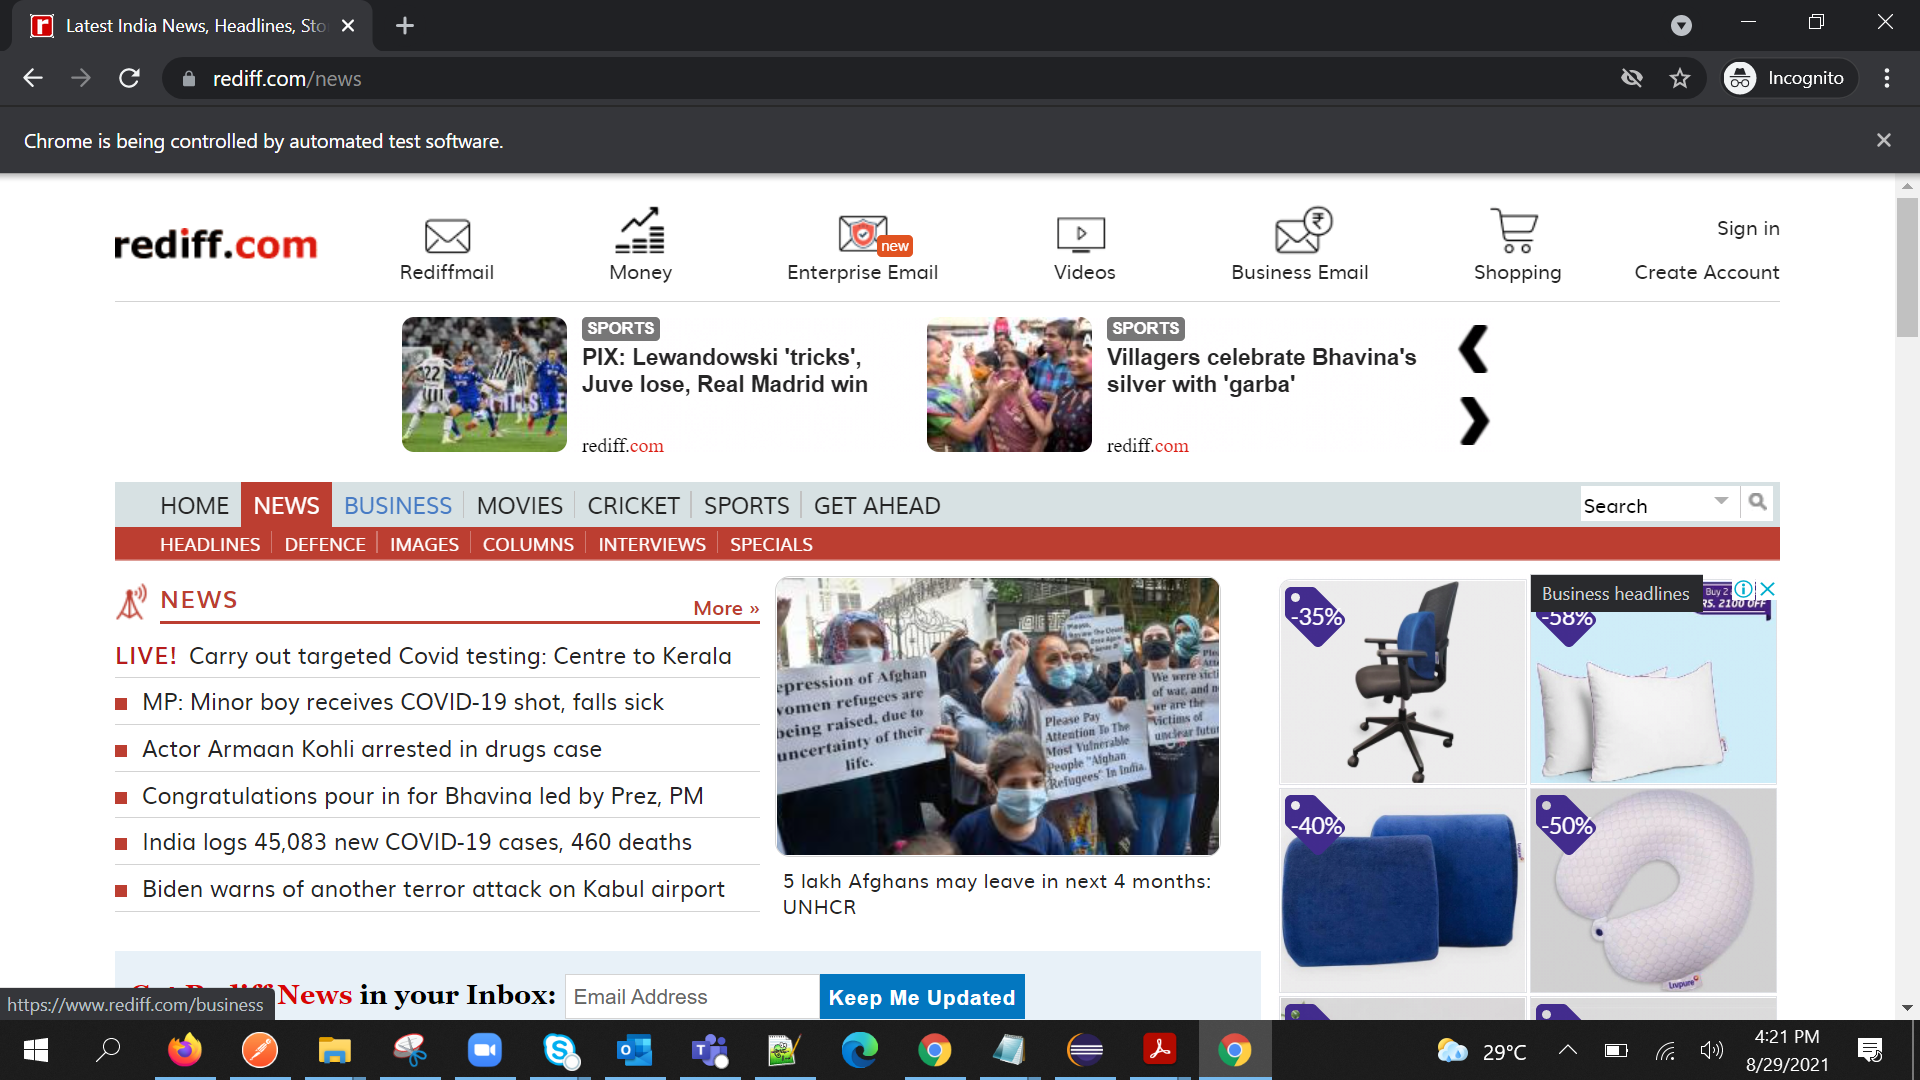 Latest India News, Headlines, Sto
rediff.com/news
Incognito
Chrome is being controlled by automated test software.
rediff.com
Rediffmail
Money
new
Enterprise Email
Videos
Business Email
Shopping
Sign in
Create Account
SPORTS
PIX: Lewandowski 'tricks',
Juve lose, Real Madrid win
rediff.com
SPORTS
Villagers celebrate Bhavina's
silver with 'garba'
rediff.com
HOME NEWS BUSINESS MOVIES CRICKET SPORTS GET AHEAD
Search
HEADLINES DEFENCE IMAGES COLUMNS INTERVIEWS SPECIALS
NEWS
More »
LIVE! Carry out targeted Covid testing: Centre to Kerala
MP: Minor boy receives COVID-19 shot, falls sick
Actor Armaan Kohli arrested in drugs case
Congratulations pour in for Bhavina led by Prez, PM
India logs 45,083 new COVID-19 cases, 460 deaths
Biden warns of another terror attack on Kabul airport
pression of Afghan
women refugees are
being raised, due to
uncertainty of their
life.
Please Pay
Attention To The
Most Vulnerable
People "Afghan
Refugees" In India.
We were victi
of war, and n
we are the
victims of
unclear futur
5 lakh Afghans may leave in next 4 months:
UNHCR
-35%
Business headlines
Buy 2
RS. 2100 OFF
-58%
-40%
-50%
Livpure
News in your Inbox:
Email Address
Keep Me Updated
https://www.rediff.com/business
29°C
4:21 PM
8/29/2021